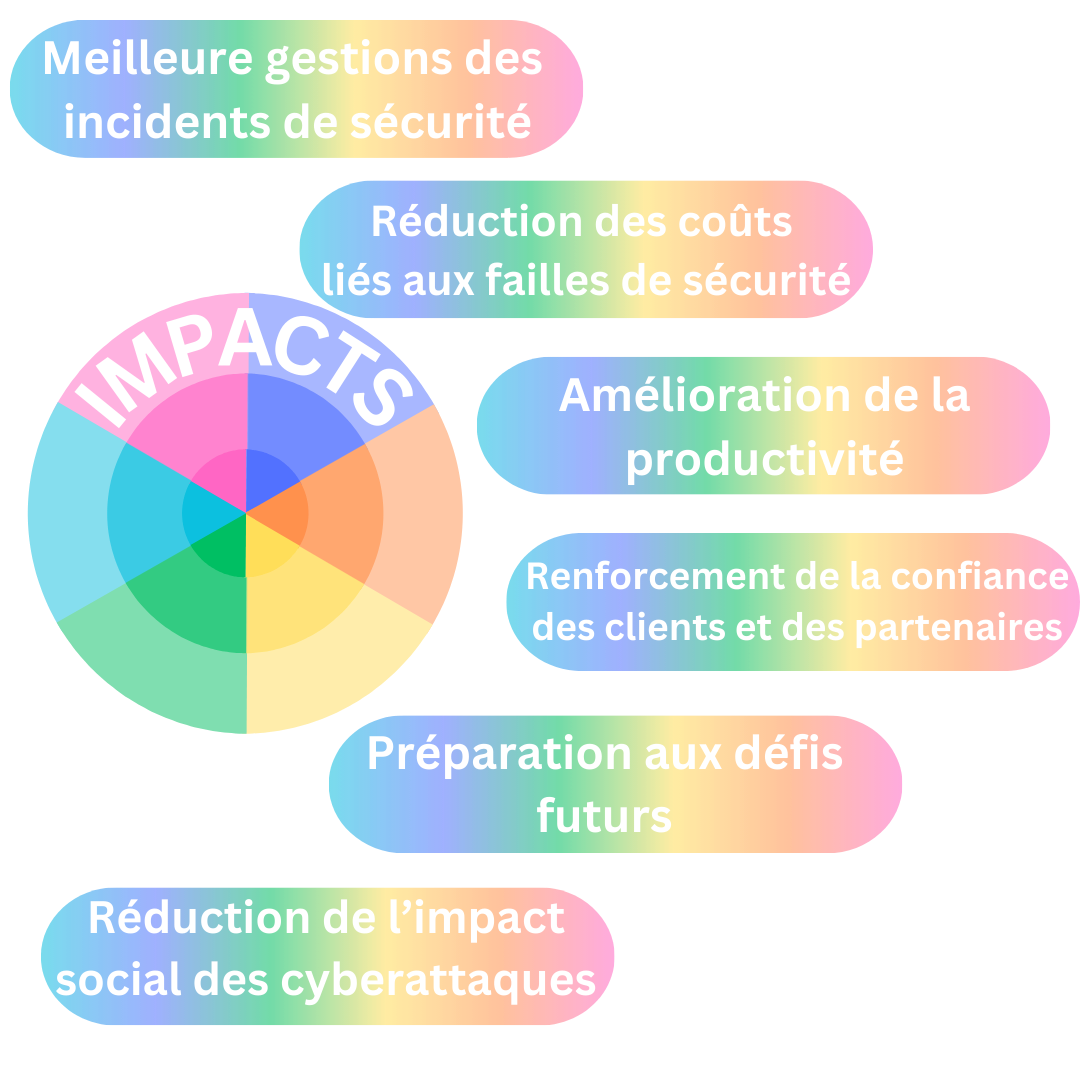 Meilleure gestions des
incidents de sécurité
Réduction des coûts
liés aux failles de sécurité
IMPACTS
Amélioration de la
productivité
Renforcement de la confiance
des clients et des partenaires
Préparation aux défis
futurs
Réduction de l’impact
social des cyberattaques